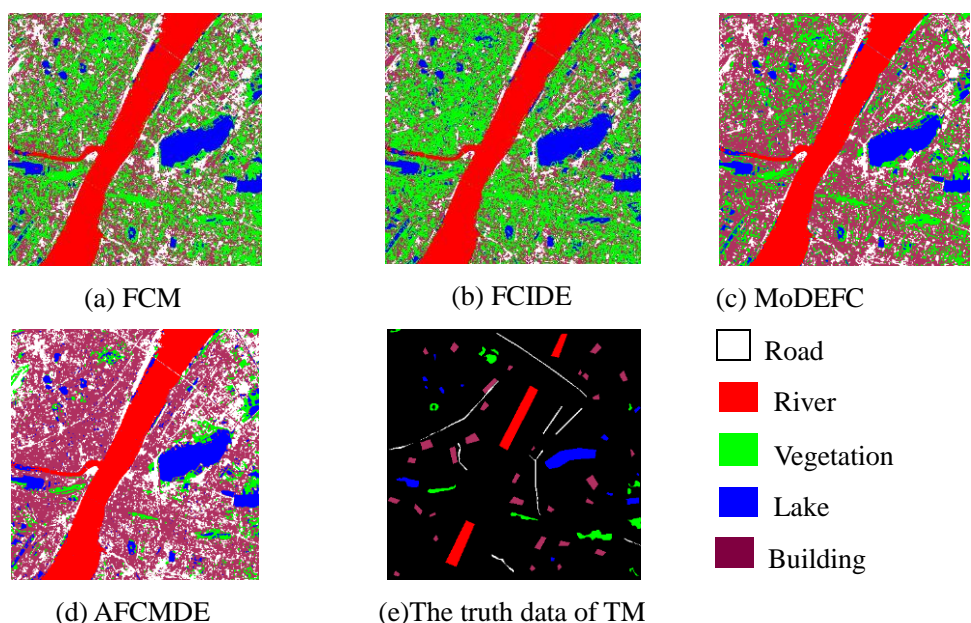 (a) FCM
(b) FCIDE
(c) MoDEFC
Road
River
Vegetation
Lake
Building
(d) AFCMDE
(e)The truth data of TM